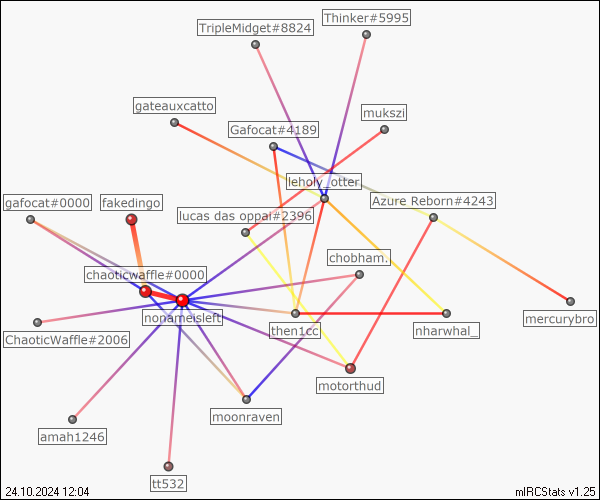 Thinker#5995
TripleMidget#8824
gateauxcatto
mukszi
Gafocat#4189
leholy_otter
gafocat#0000
fakedingo
Azure Reborn#4243
lucas das oppai#2396
chobham.
chaoticwaffle#0000
nonameisleft
ChaoticWaffle#2006
then1cc
nharwhal_
mercurybro
motorthud
moonraven
amah1246
tt532
24.10.2024 12:04
mIRCStats v1.25